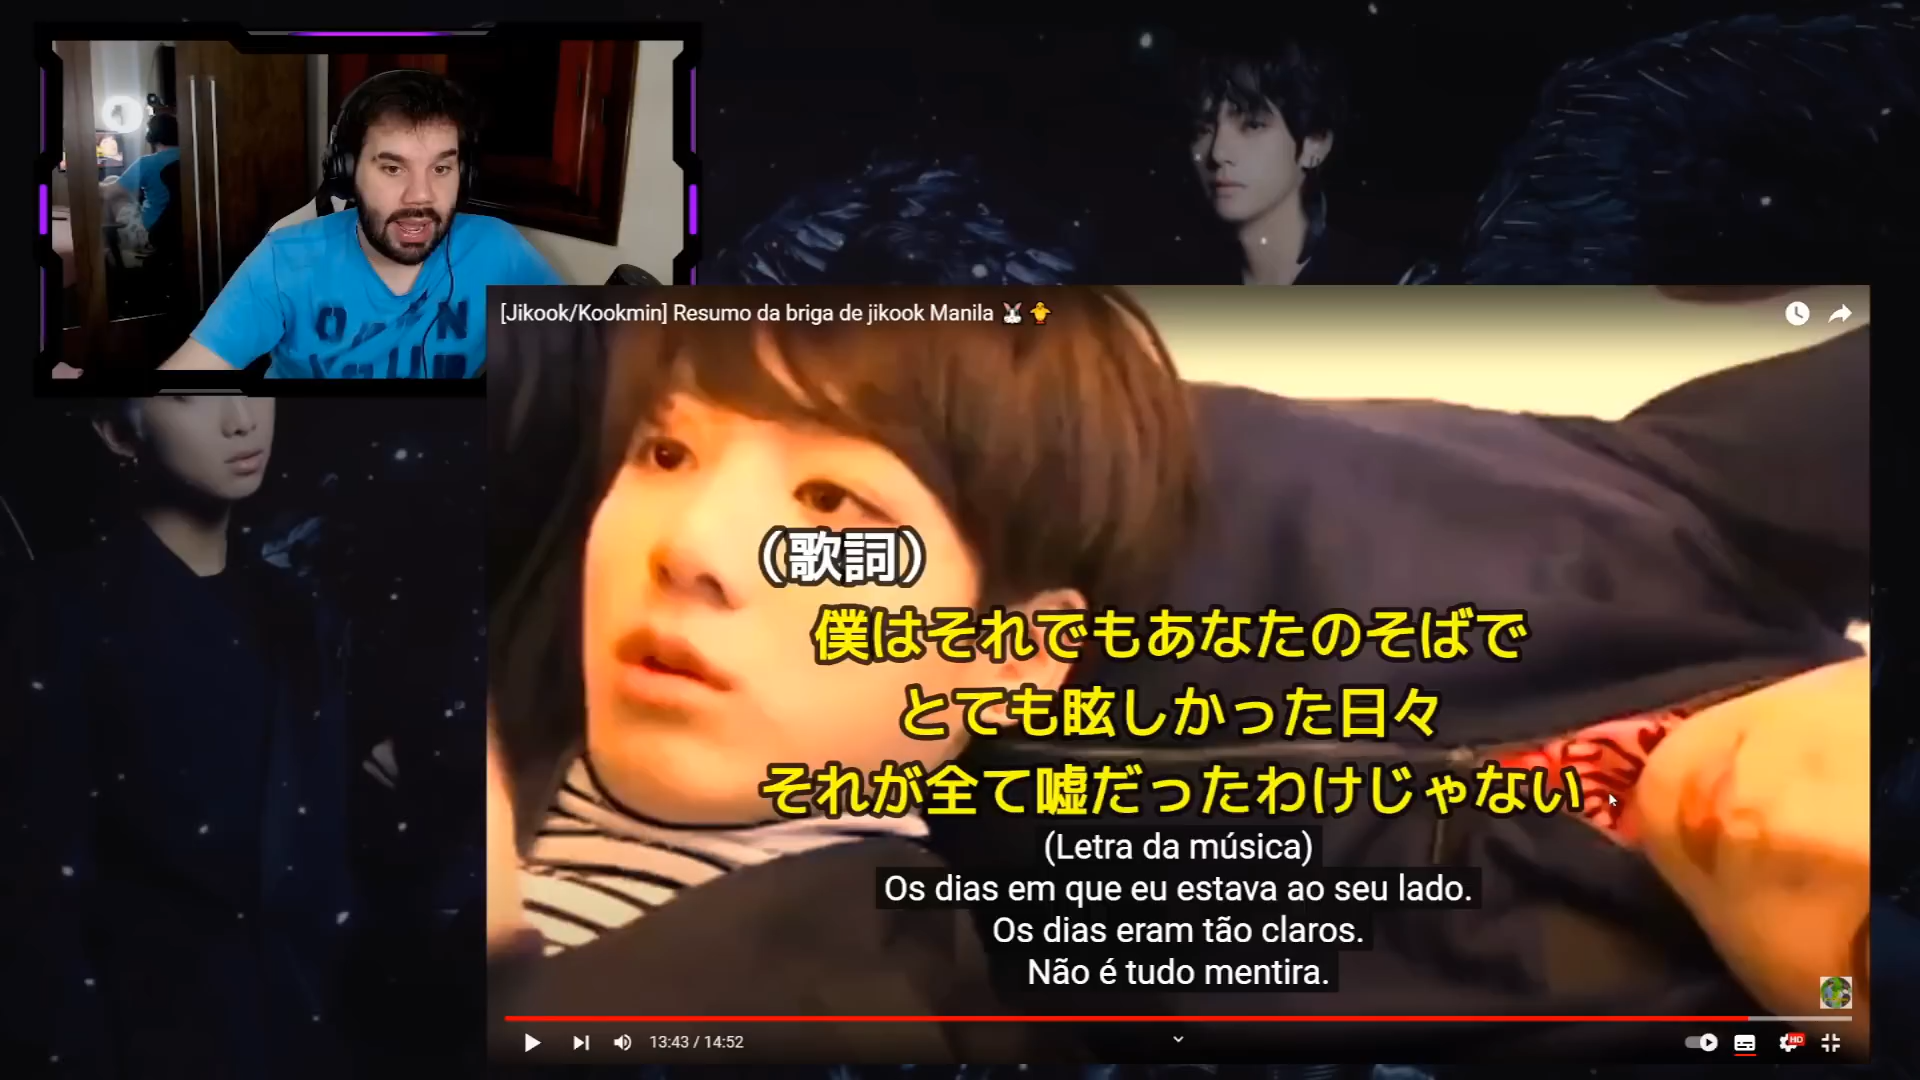 [Jikook/Kookmin] Resumo da briga de jikook Manila 🐰🐥
(歌詞)
僕はそれでもあなたのそばで
とても眩しかった日々
それが全て嘘だったわけじゃない
(Letra da música)
Os dias em que eu estava ao seu lado.
Os dias eram tão claros.
Não é tudo mentira.
13:43 / 14:52
HD